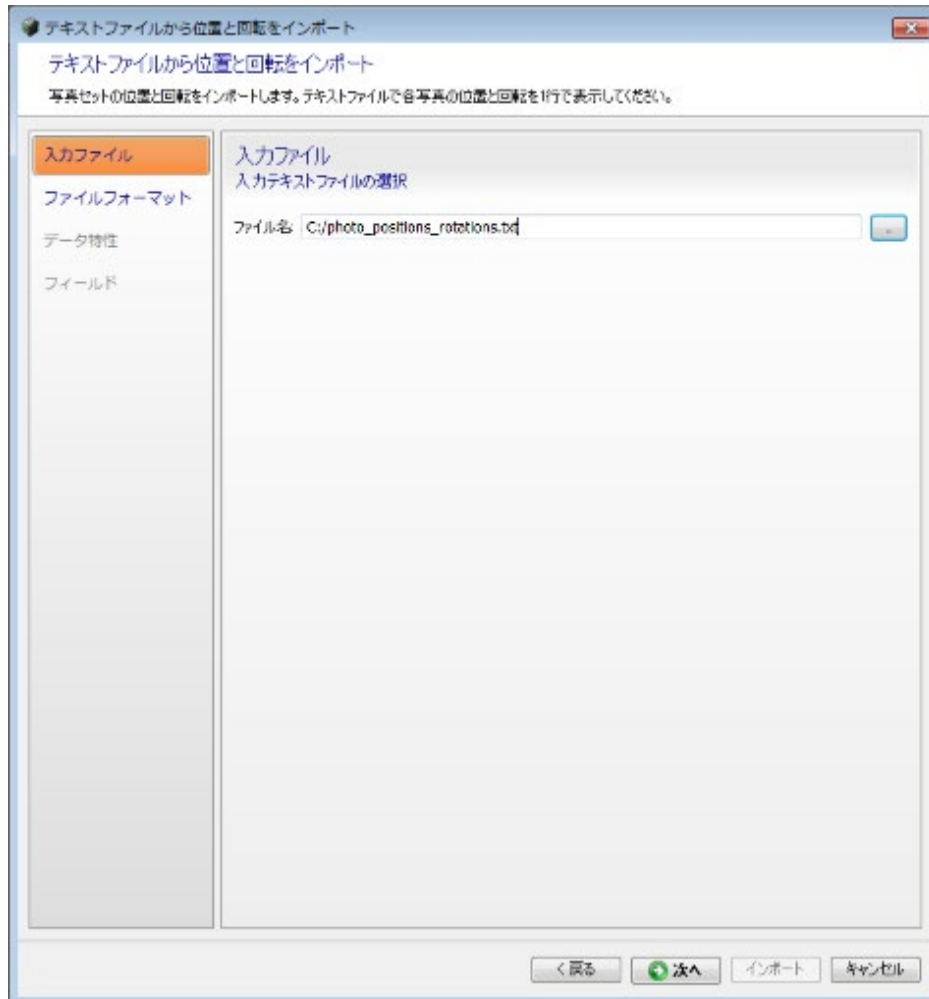 テキストファイルから位置と回転をインポート
テキストファイルから位置と回転をインポート
写真セットの位置と回転をインポートします。テキストファイルで各写真の位置と回転を1行で表示してください。
入力ファイル
ファイルフォーマット
データ特性
フィールド
入力ファイル
入力テキストファイルの選択
ファイル名 C:/photo_positions_rotations.txt
..
< 戻る 次へ インポート キャンセル